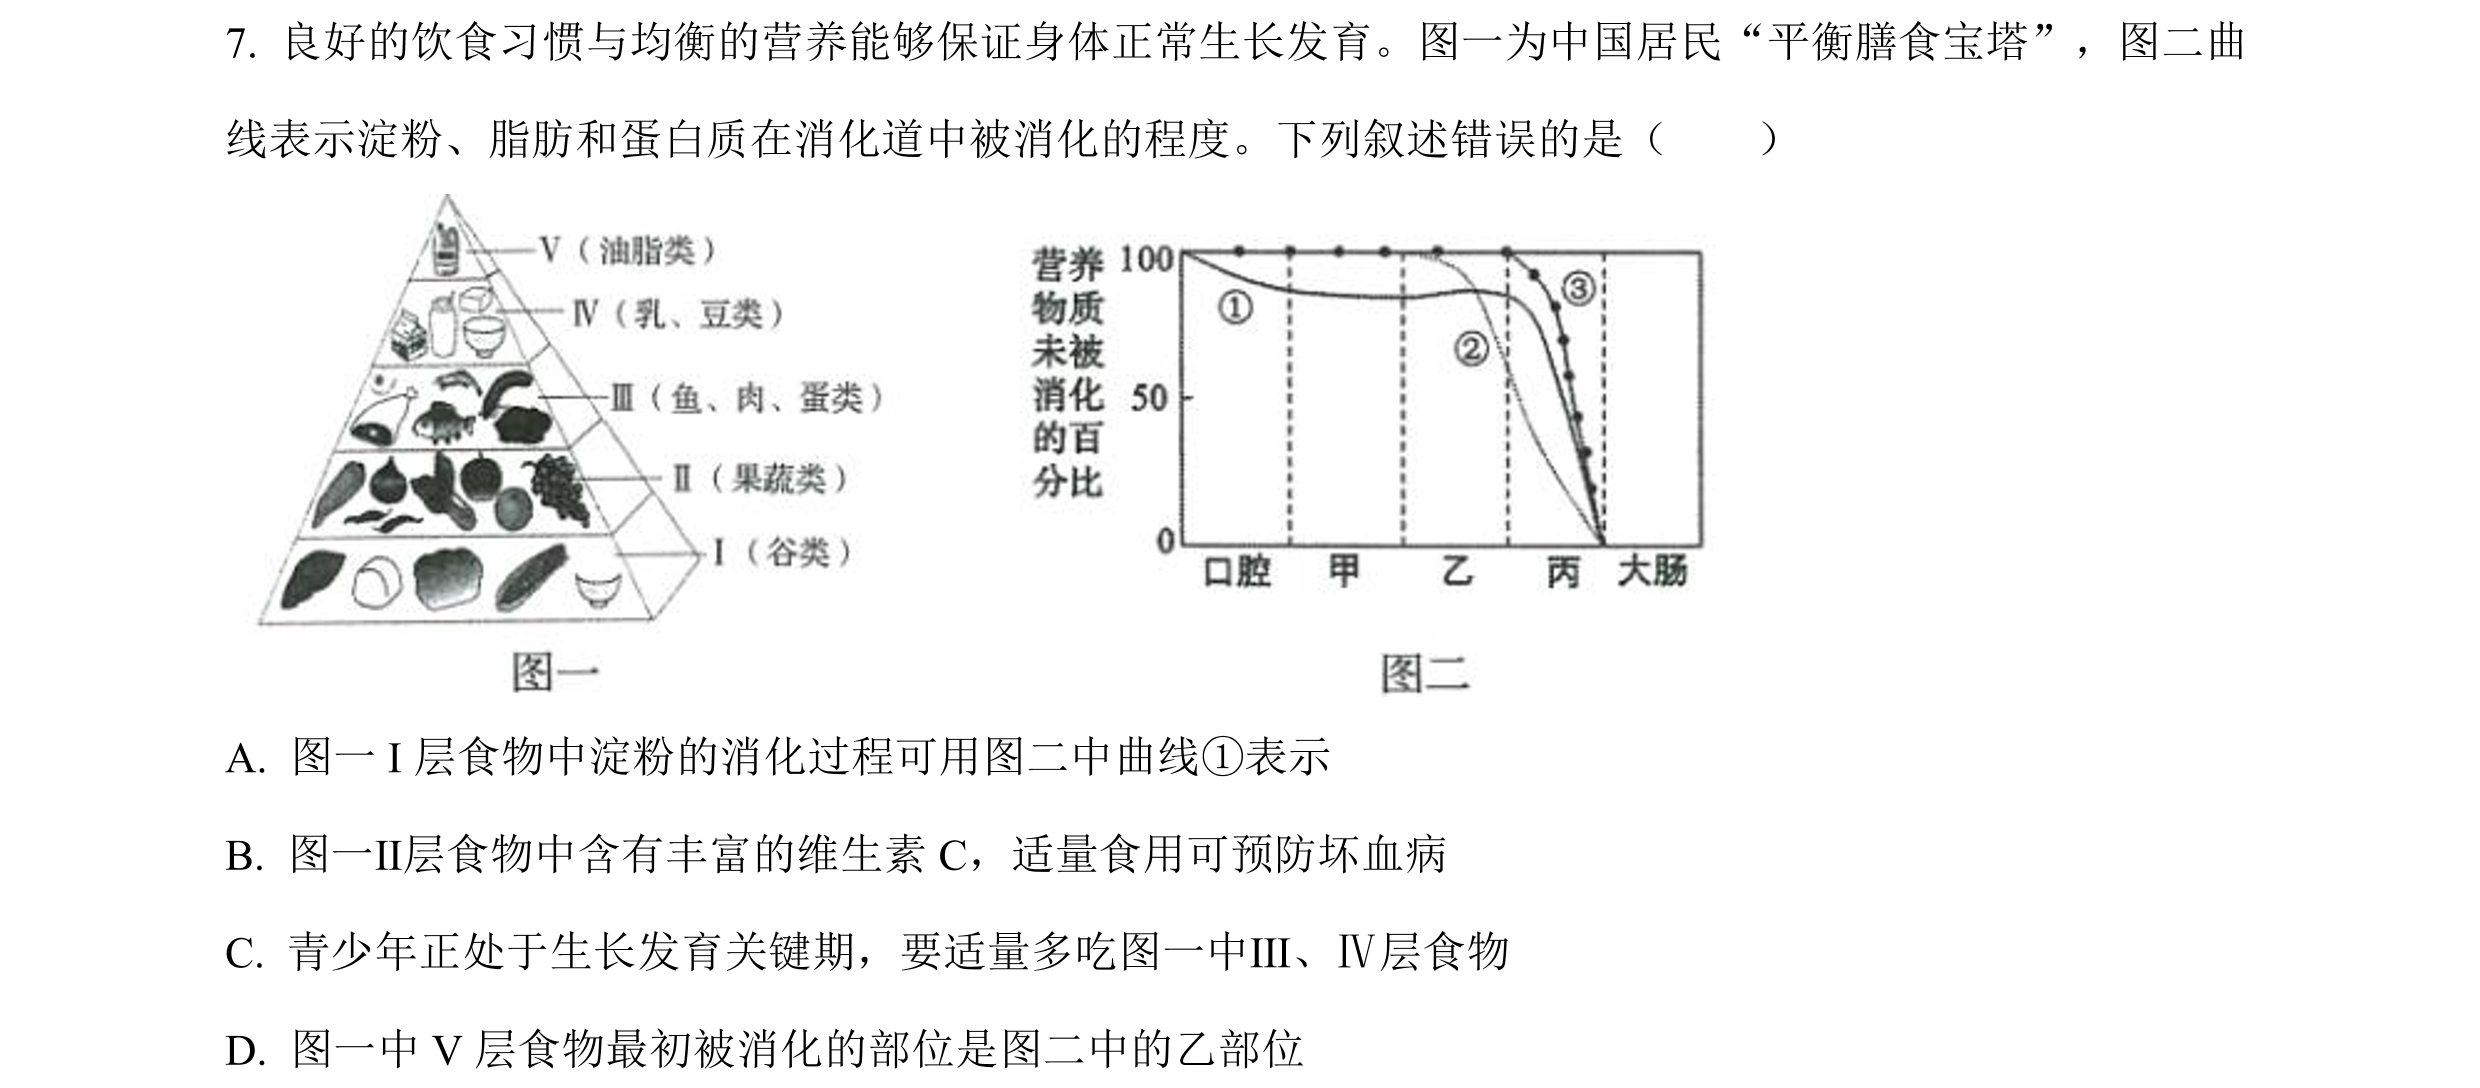 7. 良好的饮食习惯与均衡的营养能够保证身体正常生长发育。图一为中国居民“平衡膳食宝塔”，图二曲
线表示淀粉、脂肪和蛋白质在消化道中被消化的程度。下列叙述错误的是（　　）
Ⅴ（油脂类）
Ⅳ（乳、豆类）
Ⅲ（鱼、肉、蛋类）
Ⅱ（果蔬类）
Ⅰ（谷类）
图一
营养
物质
未被
消化
的百
分比
100
50
0
①
②
③
口腔 甲 乙 丙 大肠
图二
A. 图一 I 层食物中淀粉的消化过程可用图二中曲线①表示
B. 图一Ⅱ层食物中含有丰富的维生素 C，适量食用可预防坏血病
C. 青少年正处于生长发育关键期，要适量多吃图一中Ⅲ、Ⅳ层食物
D. 图一中 V 层食物最初被消化的部位是图二中的乙部位